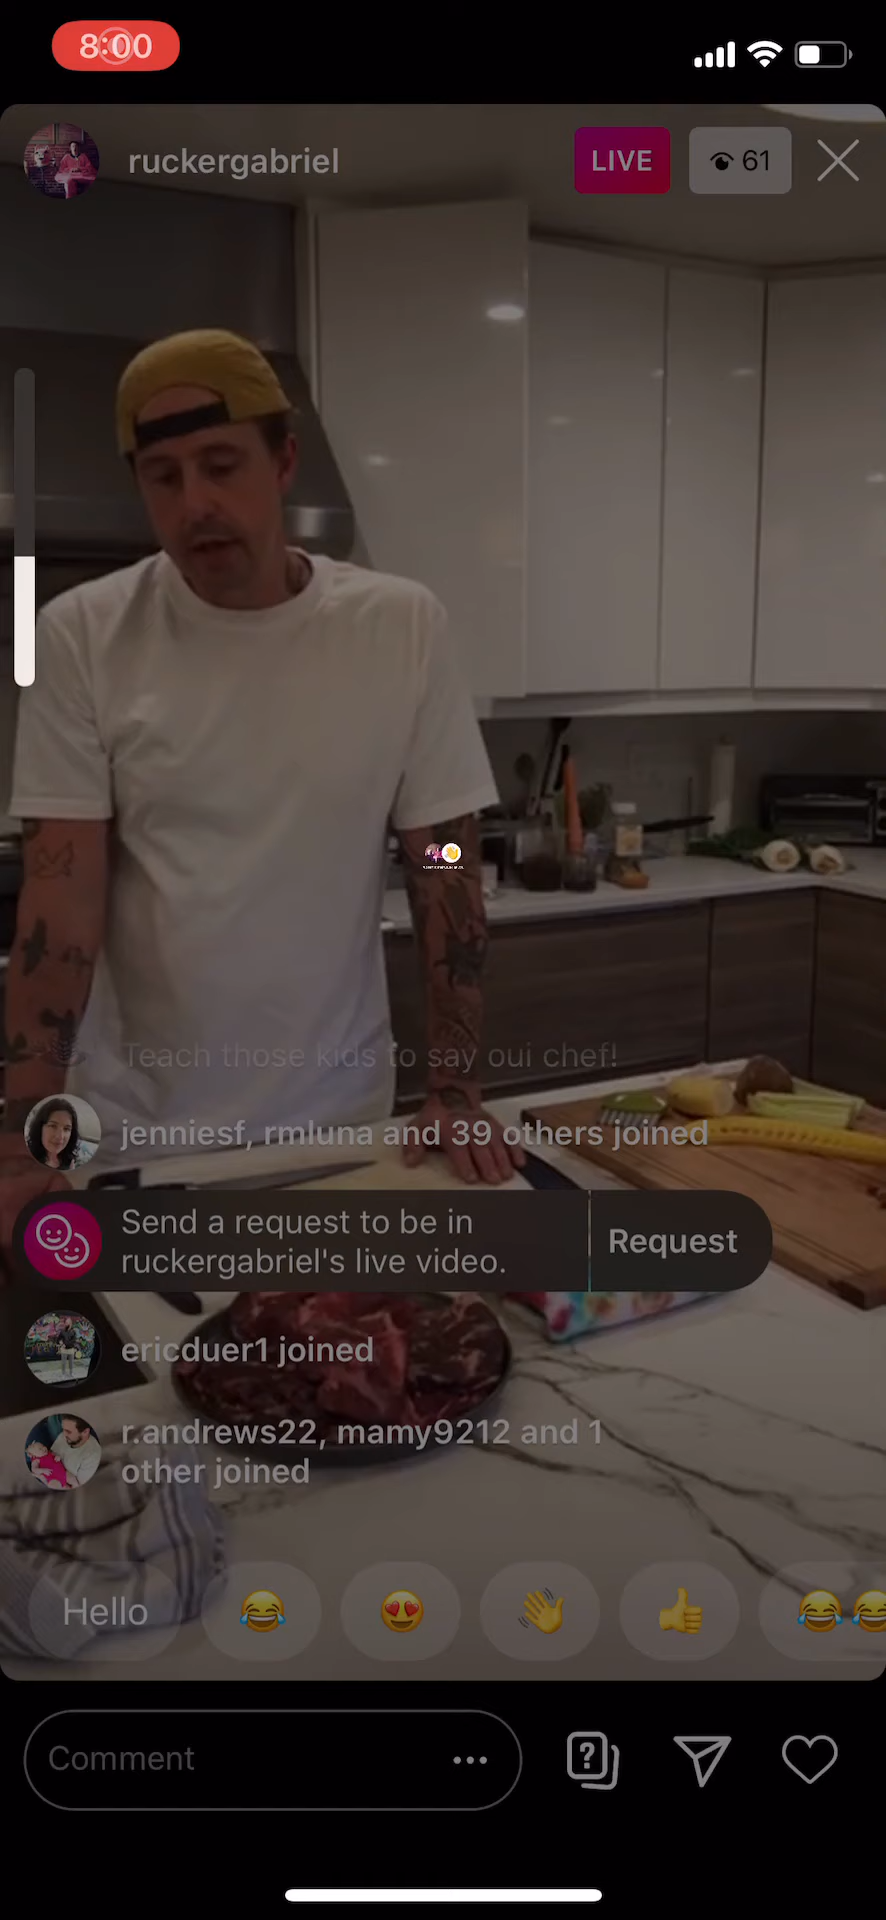 8:00
ruckergabriel
LIVE
61
Teach those kids to say oui chef!
jenniesf, rmluna and 39 others joined
Send a request to be in
ruckergabriel's live video.
Request
ericduer1 joined
r.andrews22, mamy9212 and 1
other joined
Hello
Comment